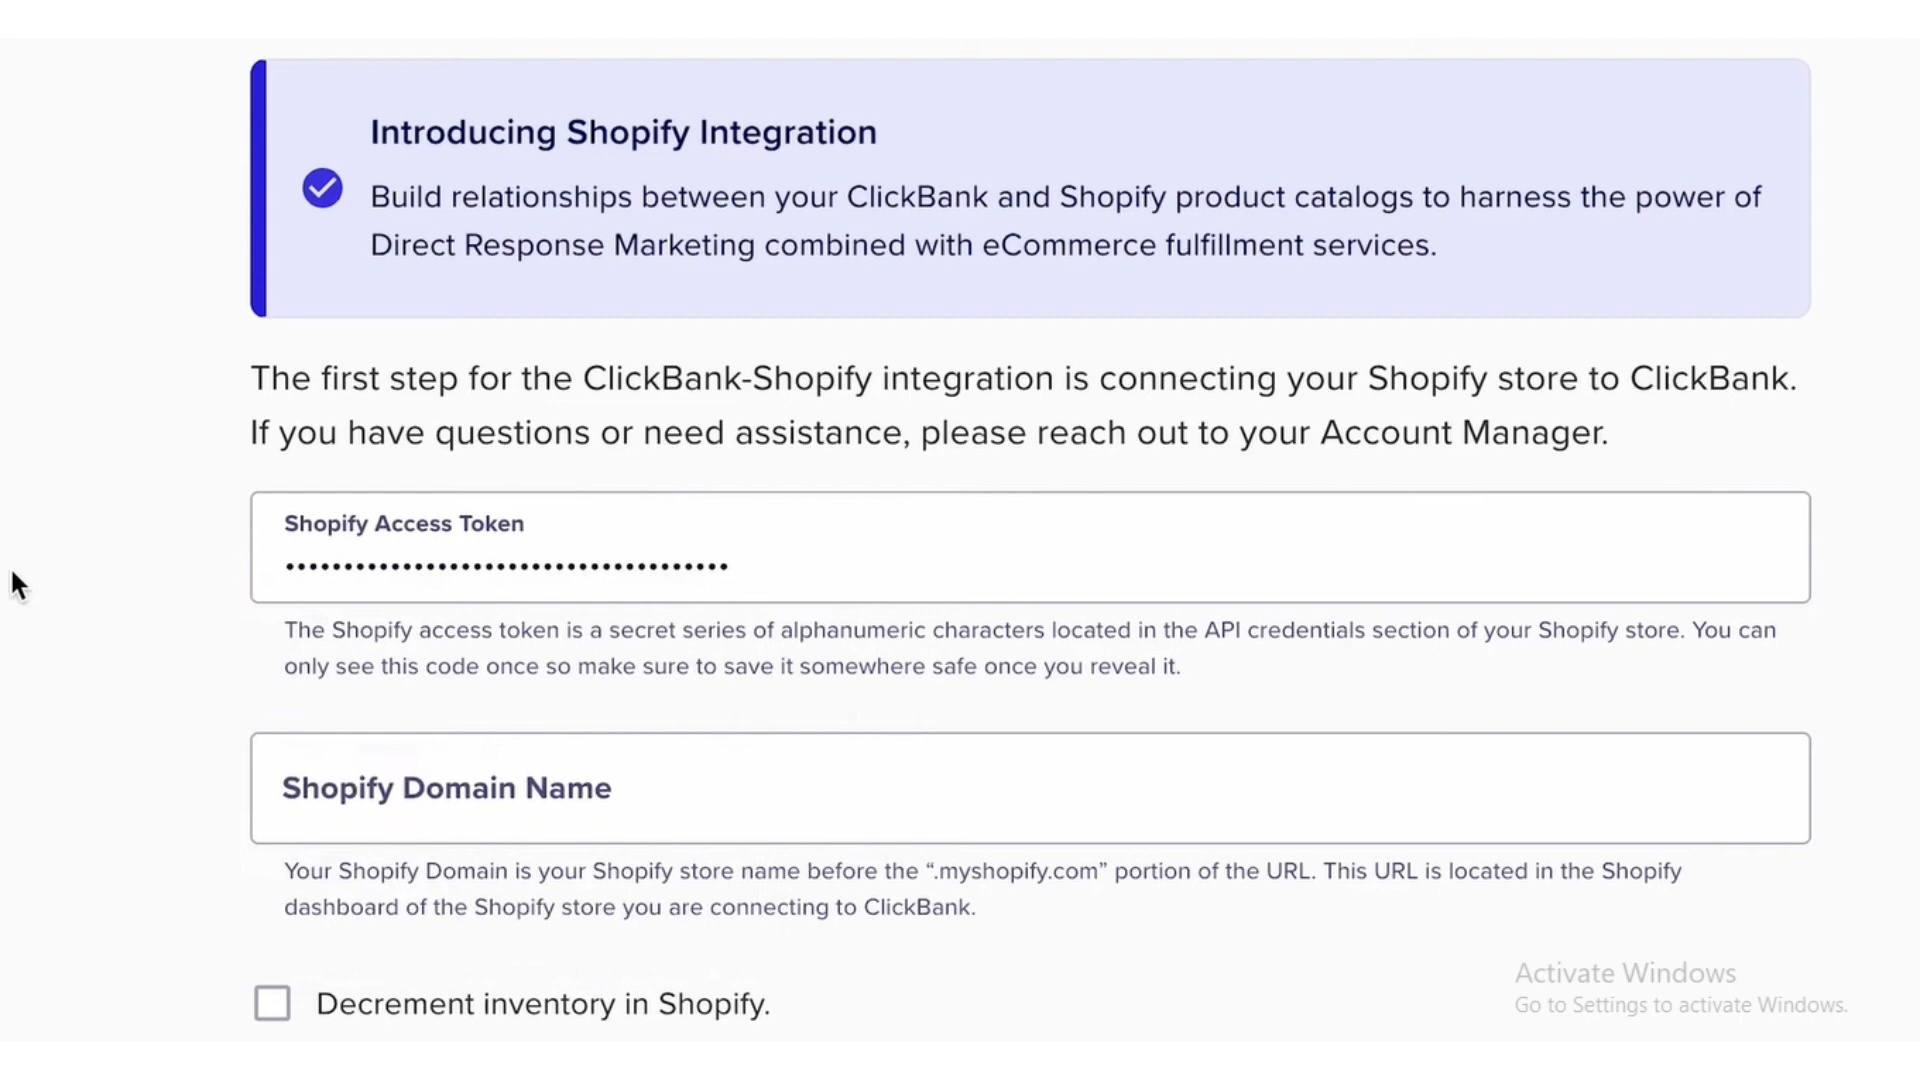 Introducing Shopify Integration
Build relationships between your ClickBank and Shopify product catalogs to harness the power of
Direct Response Marketing combined with eCommerce fulfillment services.
The first step for the ClickBank-Shopify integration is connecting your Shopify store to ClickBank.
If you have questions or need assistance, please reach out to your Account Manager.
Shopify Access Token
••••••••••••••••••••••••••••••••••••••
The Shopify access token is a secret series of alphanumeric characters located in the API credentials section of your Shopify store. You can
only see this code once so make sure to save it somewhere safe once you reveal it.
Shopify Domain Name
Your Shopify Domain is your Shopify store name before the “.myshopify.com” portion of the URL. This URL is located in the Shopify
dashboard of the Shopify store you are connecting to ClickBank.
Decrement inventory in Shopify.
Activate Windows
Go to Settings to activate Windows.